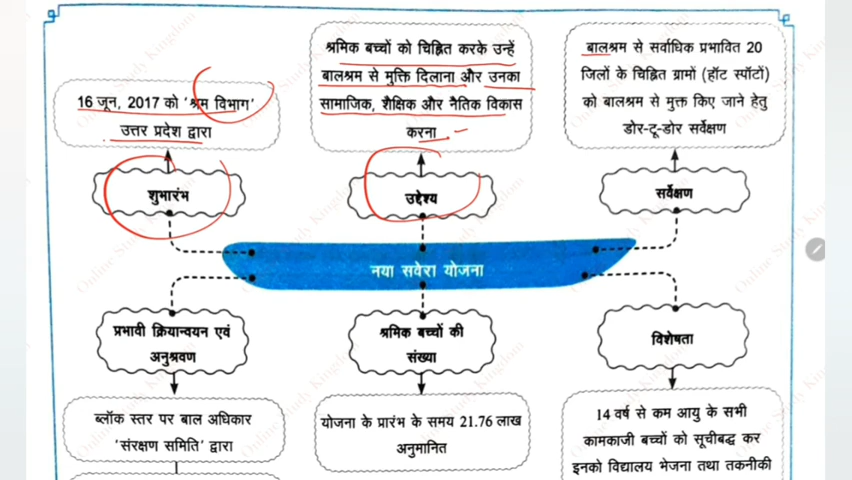 श्रमिक बच्चों को चिह्नित करके उन्हें
बालश्रम से मुक्ति दिलाना और उनका
सामाजिक, शैक्षिक और नैतिक विकास
करना
16 जून, 2017 को 'श्रम विभाग'
उत्तर प्रदेश द्वारा
बालश्रम से सर्वाधिक प्रभावित 20
जिलों के चिह्नित ग्रामों (हॉट स्पॉटों)
को बालश्रम से मुक्त किए जाने हेतु
डोर-टू-डोर सर्वेक्षण
शुभारंभ
उद्देश्य
सर्वेक्षण
नया सवेरा योजना
प्रभावी क्रियान्वयन एवं
अनुश्रवण
श्रमिक बच्चों की
संख्या
विशेषता
ब्लॉक स्तर पर बाल अधिकार
'संरक्षण समिति' द्वारा
योजना के प्रारंभ के समय 21.76 लाख
अनुमानित
14 वर्ष से कम आयु के सभी
कामकाजी बच्चों को सूचीबद्ध कर
इनको विद्यालय भेजना तथा तकनीकी
Online Study Kingdom